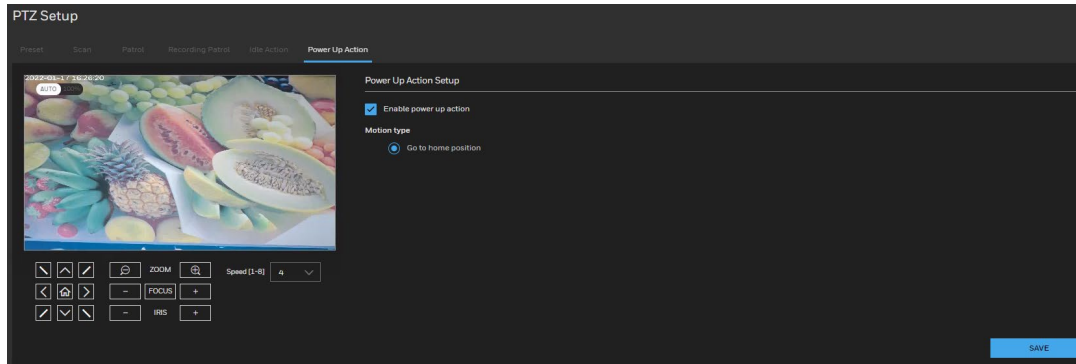 PTZ Setup
Preset Scan Patrol Recording Patrol Idle Action Power Up Action
2022-01-17 16:26:20
AUTO 100%
Power Up Action Setup
Enable power up action
Motion type
Go to home position
ZOOM Speed [1-8] 4
- FOCUS +
- IRIS +
SAVE